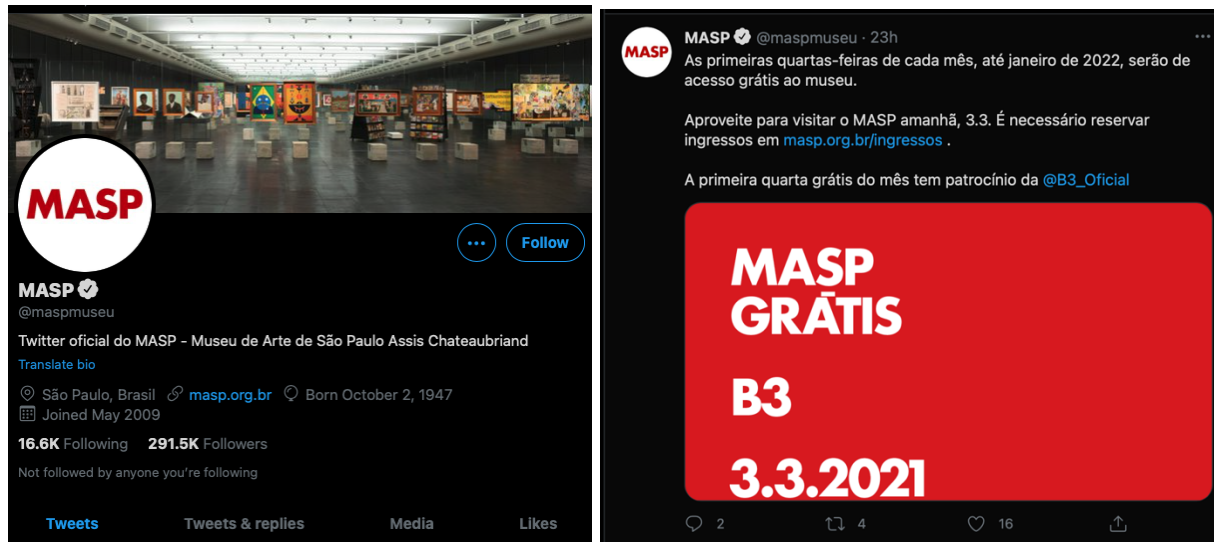 MASP
MASP
@maspmuseu
Twitter oficial do MASP - Museu de Arte de São Paulo Assis Chateaubriand
Translate bio
São Paulo, Brasil masp.org.br Born October 2, 1947
Joined May 2009
16.6K Following 291.5K Followers
Not followed by anyone you're following
... Follow
Tweets Tweets & replies Media Likes
MASP
MASP @maspmuseu · 23h ...
As primeiras quartas-feiras de cada mês, até janeiro de 2022, serão de
acesso grátis ao museu.
Aproveite para visitar o MASP amanhã, 3.3. É necessário reservar
ingressos em masp.org.br/ingressos .
A primeira quarta grátis do mês tem patrocínio da @B3_Oficial
MASP
GRÁTIS
B3
3.3.2021
2 4 16